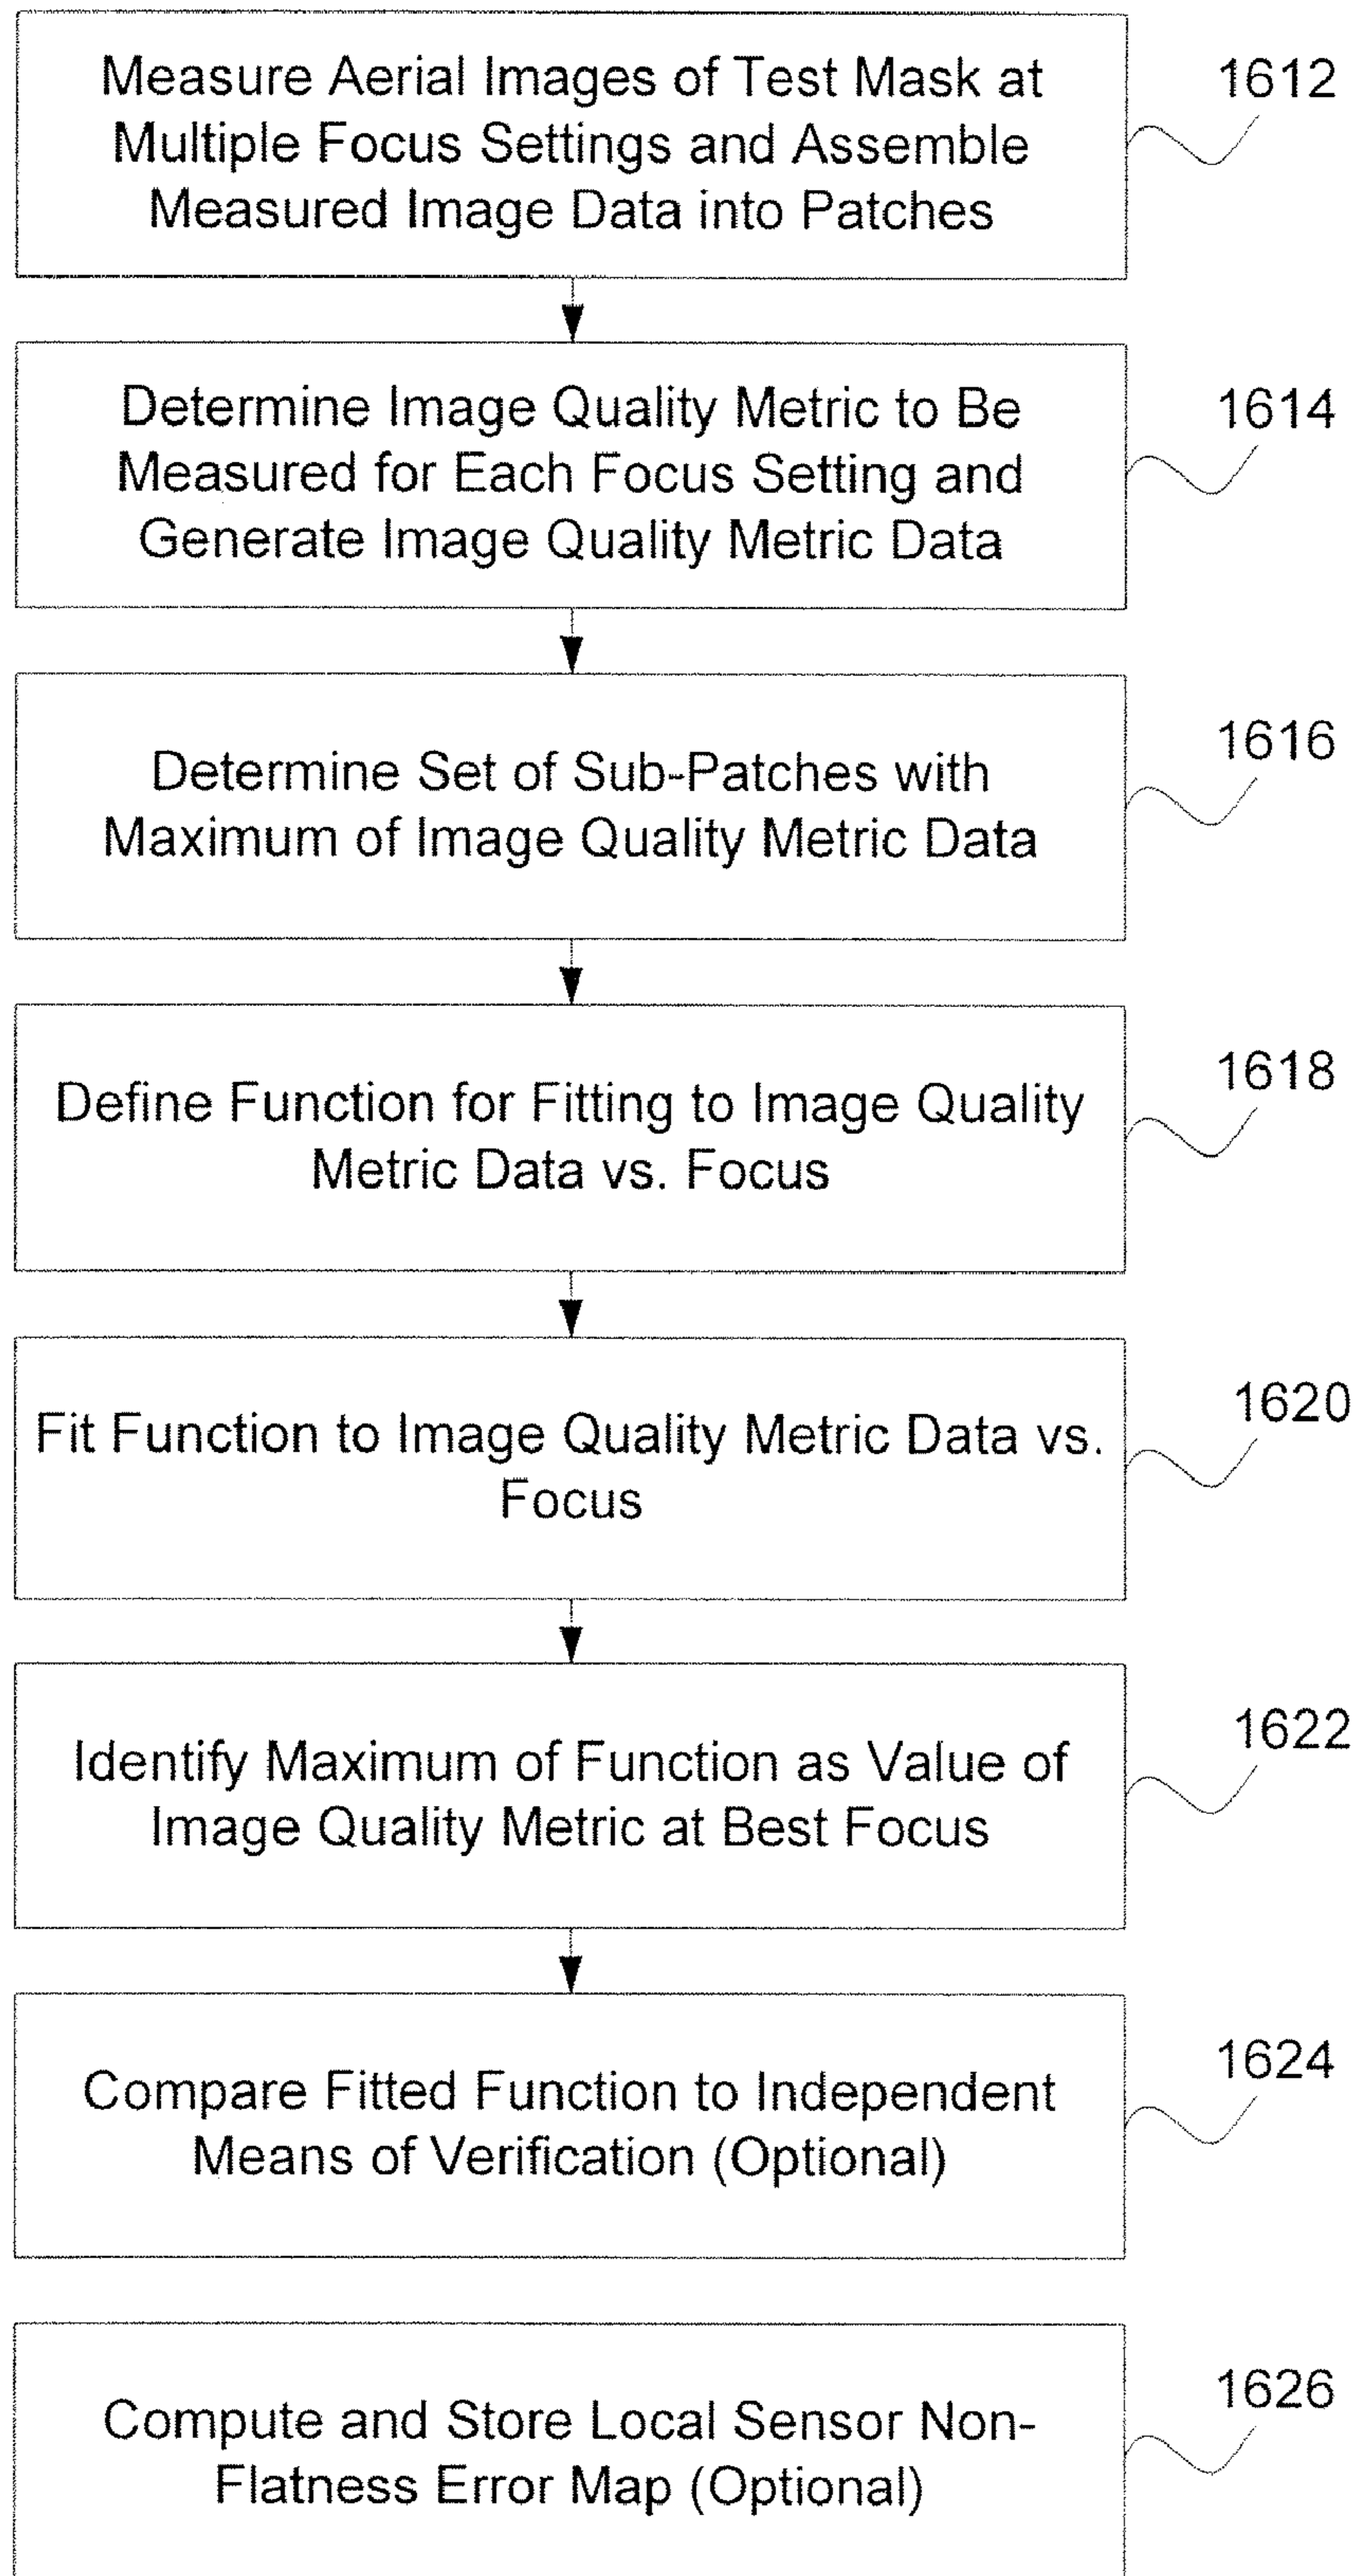 Measure Aerial Images of Test Mask at
Multiple Focus Settings and Assemble
Measured Image Data into Patches
1612
Determine Image Quality Metric to Be
Measured for Each Focus Setting and
Generate Image Quality Metric Data
1614
Determine Set of Sub-Patches with
Maximum of Image Quality Metric Data
1616
Define Function for Fitting to Image Quality
Metric Data vs. Focus
1618
Fit Function to Image Quality Metric Data vs.
Focus
1620
Identify Maximum of Function as Value of
Image Quality Metric at Best Focus
1622
Compare Fitted Function to Independent
Means of Verification (Optional)
1624
Compute and Store Local Sensor Non-
Flatness Error Map (Optional)
1626